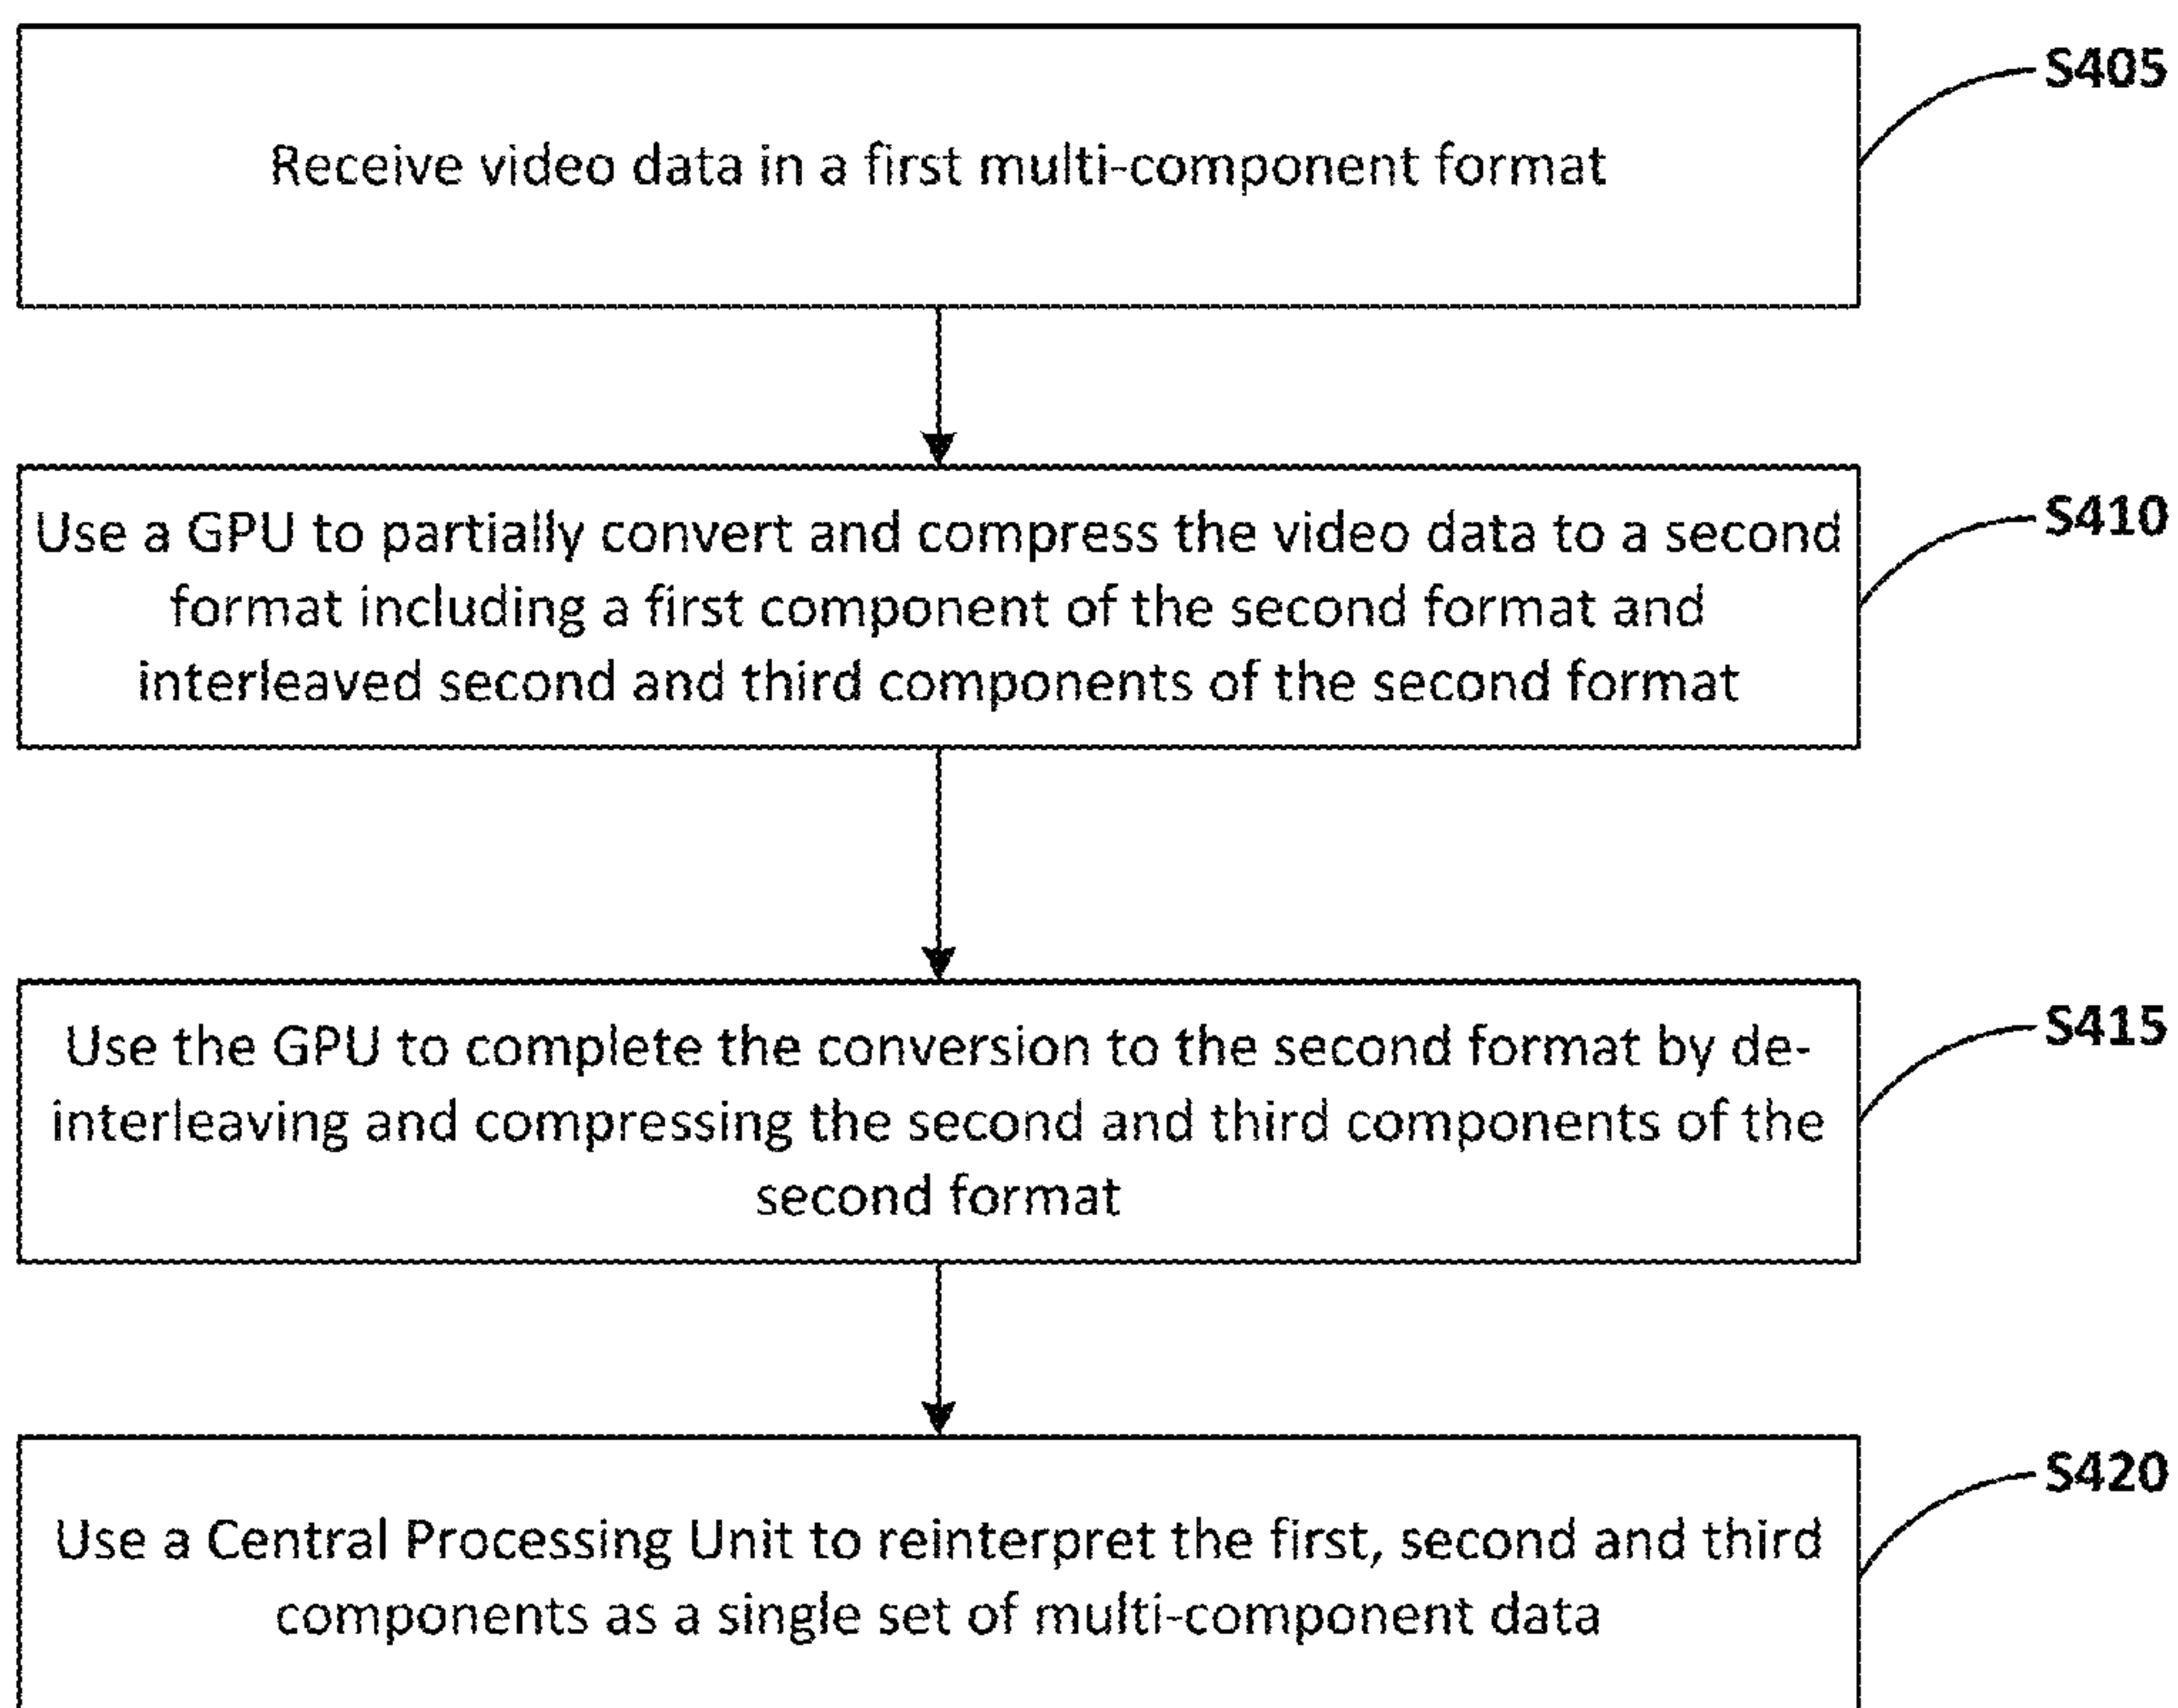 S405
Receive video data in a first multi-component format
S410
Use a GPU to partially convert and compress the video data to a second
format including a first component of the second format and
interleaved second and third components of the second format
S415
Use the GPU to complete the conversion to the second format by de-
interleaving and compressing the second and third components of the
second format
S420
Use a Central Processing Unit to reinterpret the first, second and third
components as a single set of multi-component data